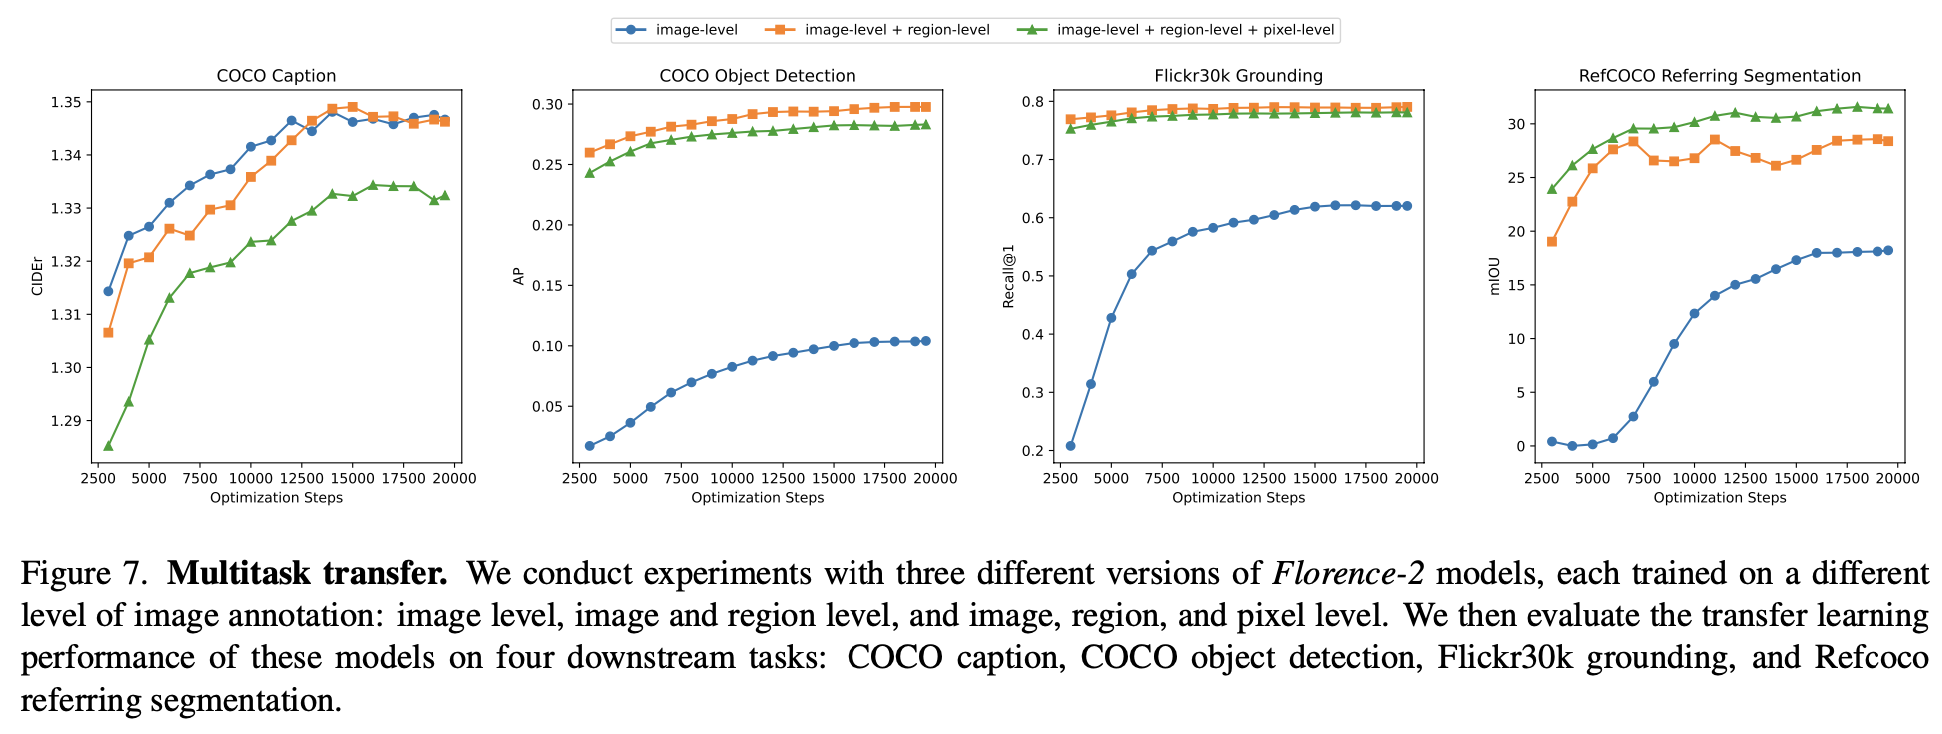 image-level image-level + region-level image-level + region-level + pixel-level
COCO Caption
1.35
1.34
1.33
1.32
1.31
1.30
1.29
CIDEr
2500 5000 7500 10000 12500 15000 17500 20000
Optimization Steps
COCO Object Detection
0.30
0.25
0.20
0.15
0.10
0.05
AP
2500 5000 7500 10000 12500 15000 17500 20000
Optimization Steps
Flickr30k Grounding
0.8
0.7
0.6
0.5
0.4
0.3
0.2
Recall@1
2500 5000 7500 10000 12500 15000 17500 20000
Optimization Steps
RefCOCO Referring Segmentation
30
25
20
15
10
5
0
mIOU
2500 5000 7500 10000 12500 15000 17500 20000
Optimization Steps
Figure 7. Multitask transfer. We conduct experiments with three different versions of Florence-2 models, each trained on a different
level of image annotation: image level, image and region level, and image, region, and pixel level. We then evaluate the transfer learning
performance of these models on four downstream tasks: COCO caption, COCO object detection, Flickr30k grounding, and Refcoco
referring segmentation.